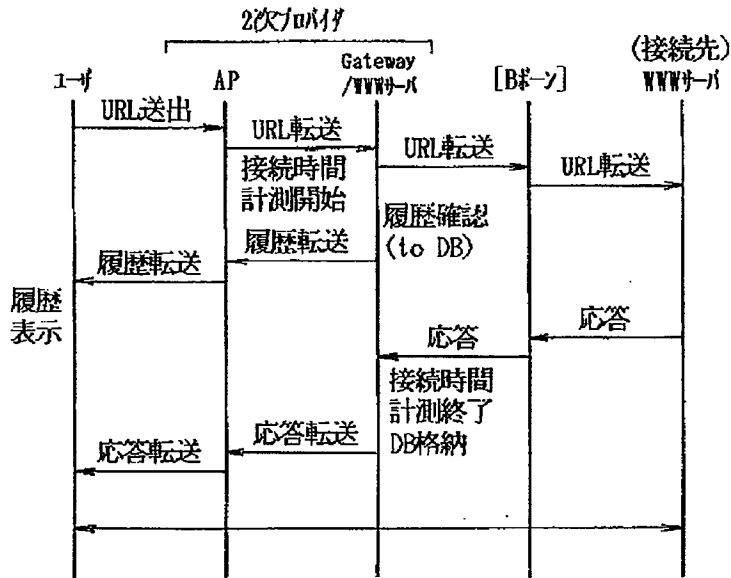 2次プロバイダ
ユーザ
AP
Gateway
/WWWサーバ
[Bボーン]
(接続先)
WWWサーバ
URL送出
URL転送
URL転送
URL転送
接続時間
計測開始
履歴確認
(to DB)
履歴転送
履歴転送
履歴
表示
応答
応答
接続時間
計測終了
DB格納
応答転送
応答転送